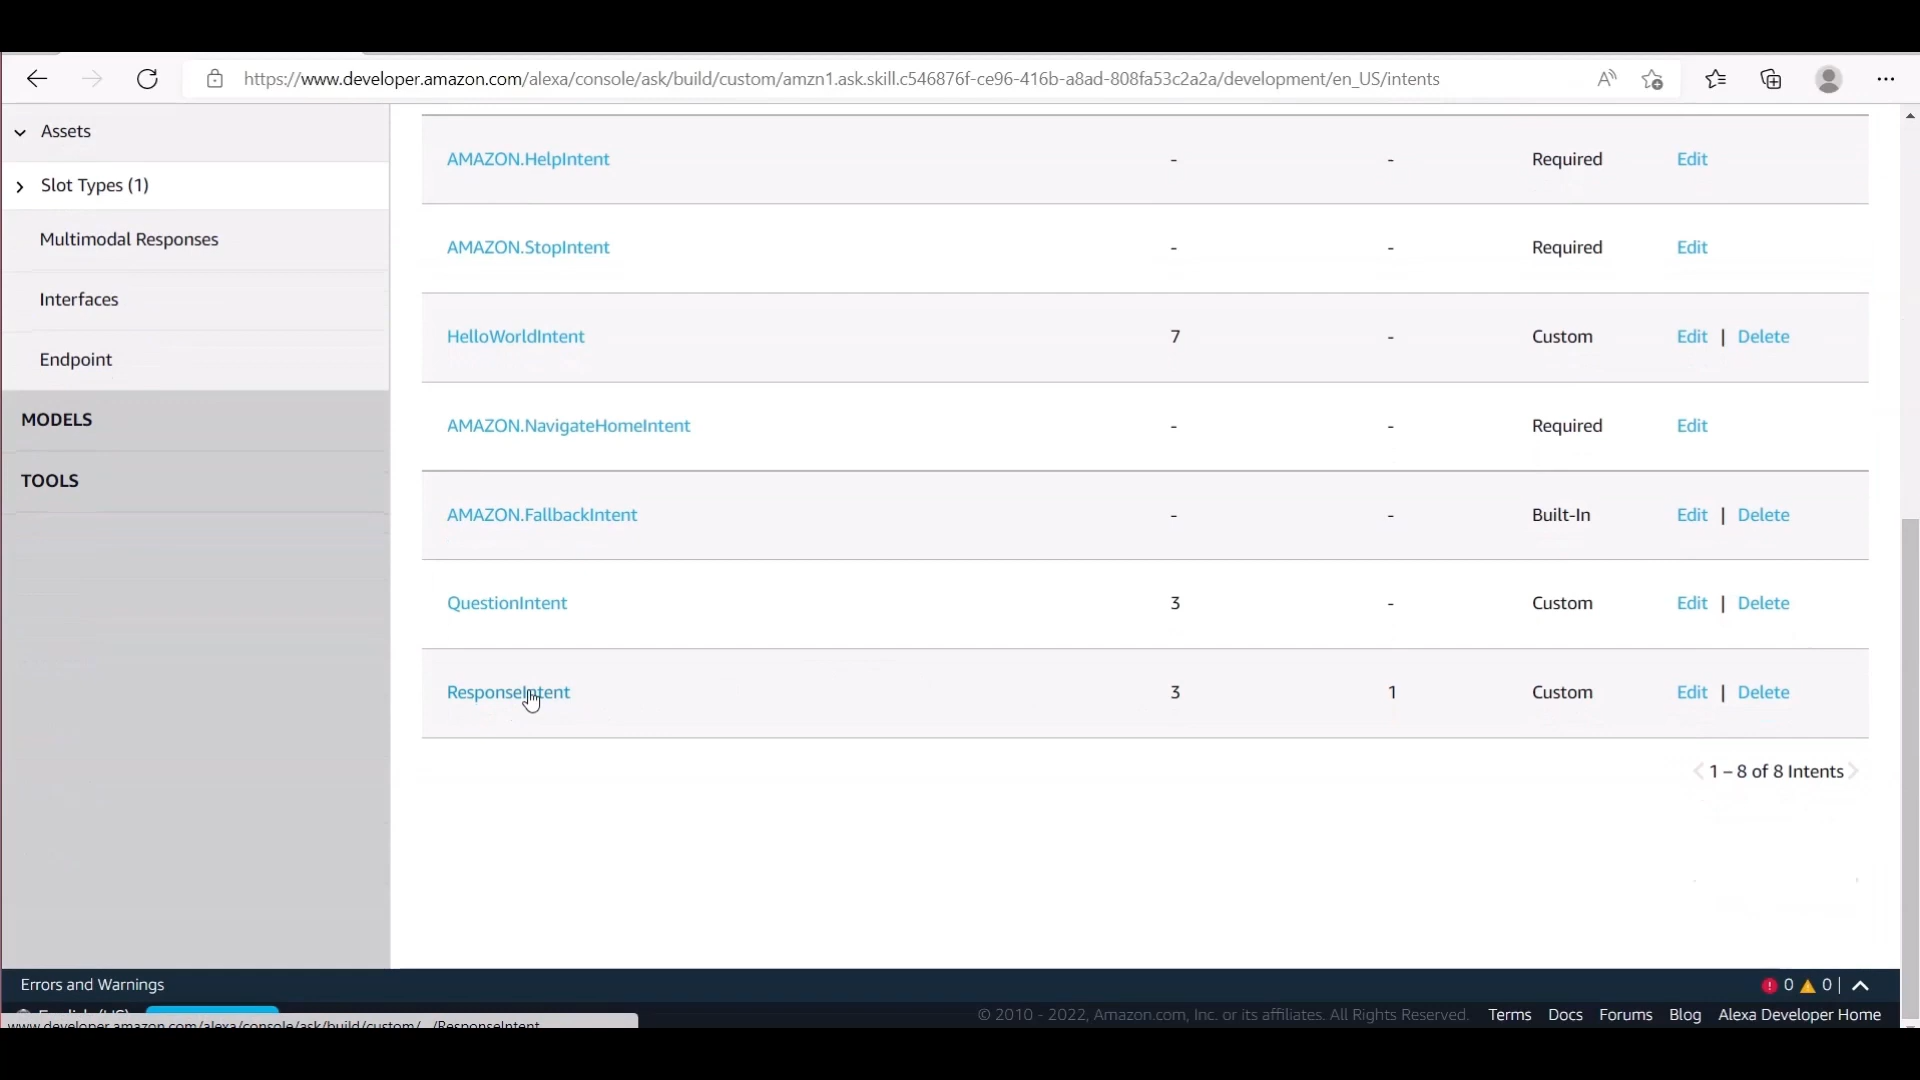 https://www.developer.amazon.com/alexa/console/ask/build/custom/amzn1.ask.skill.c546876f-ce96-416b-a8ad-808fa53c2a2a/development/en_US/intents
Assets
Slot Types (1)
Multimodal Responses
Interfaces
Endpoint
MODELS
TOOLS
AMAZON.HelpIntent - - Required Edit
AMAZON.StopIntent - - Required Edit
HelloWorldIntent 7 - Custom Edit | Delete
AMAZON.NavigateHomeIntent - - Required Edit
AMAZON.FallbackIntent - - Built-In Edit | Delete
QuestionIntent 3 - Custom Edit | Delete
ResponseIntent 3 1 Custom Edit | Delete
1 – 8 of 8 Intents
Errors and Warnings
0 0 |
English (US)
www.developer.amazon.com/alexa/console/ask/build/custom/.../ResponseIntent
© 2010 - 2022, Amazon.com, Inc. or its affiliates. All Rights Reserved. Terms Docs Forums Blog Alexa Developer Home